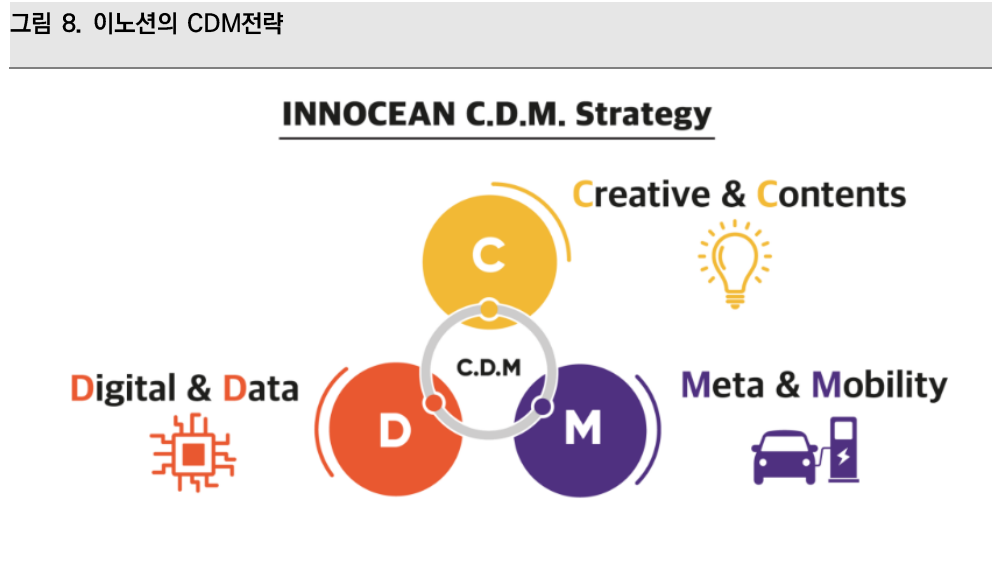 그림 8. 이노션의 CDM전략
INNOCEAN C.D.M. Strategy
Creative & Contents
C
C.D.M
Digital & Data
D
M
Meta & Mobility